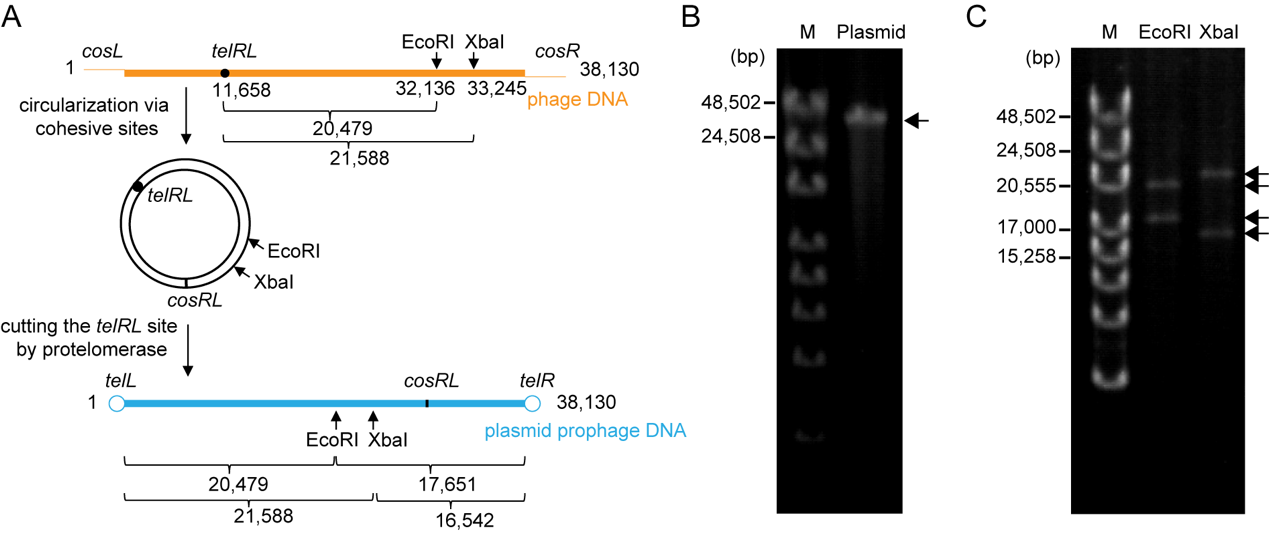 A
cosL
telRL
EcoRI
XbaI
cosR
1
38,130
11,658
32,136
33,245
phage DNA
20,479
21,588
circularization via
cohesive sites
telRL
EcoRI
XbaI
cosRL
cutting the telRL site
by protelomerase
telL
cosRL
telR
1
38,130
EcoRI
XbaI
plasmid prophage DNA
20,479
17,651
21,588
16,542
B
M
Plasmid
(bp)
48,502
24,508
C
M
EcoRI
XbaI
(bp)
48,502
24,508
20,555
17,000
15,258